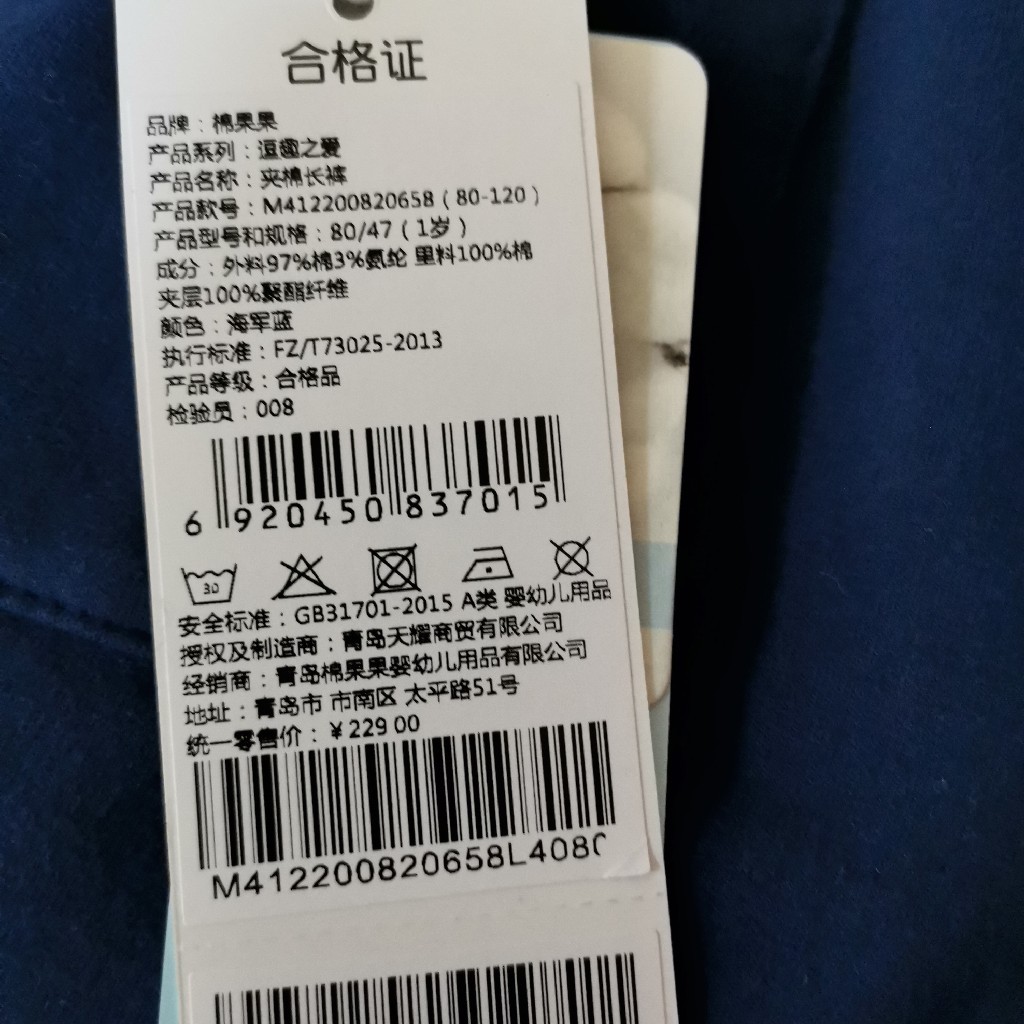 合格证
品牌：棉果果
产品系列：逗趣之爱
产品名称：夹棉长裤
产品款号：M412200820658（80-120）
产品型号和规格：80/47（1岁）
成分：外料97%棉3%氨纶 里料100%棉
夹层100%聚酯纤维
颜色：海军蓝
执行标准：FZ/T73025-2013
产品等级：合格品
检验员：008
6 920450 837015
30
安全标准：GB31701-2015 A类 婴幼儿用品
授权及制造商：青岛天耀商贸有限公司
经销商：青岛棉果果婴幼儿用品有限公司
地址：青岛市 市南区 太平路51号
统一零售价：￥229 00
M412200820658L4080